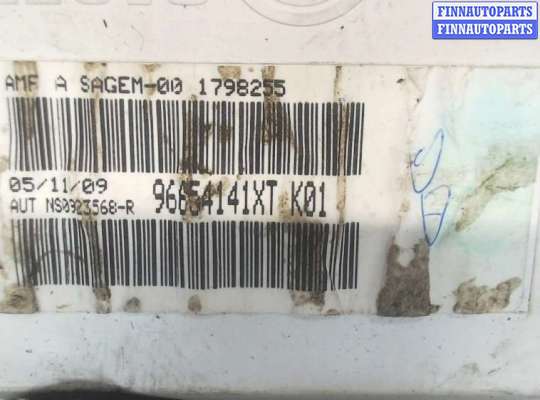 FINNAUTOPARTS
FINNAUTOPARTS
AMF A SAGEM-00 1798255
05/11/09
AUT NS0923568-R
96654141XT K01